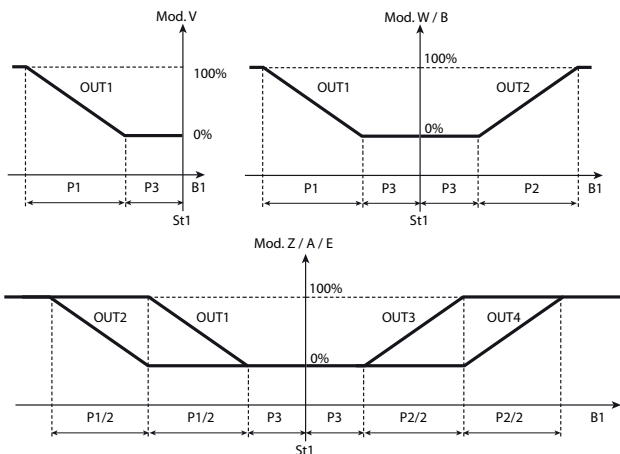 Mod. V
OUT1
100%
0%
P1
P3
B1
St1
Mod. W / B
100%
OUT1
OUT2
0%
P1
P3
P3
P2
B1
St1
Mod. Z / A / E
100%
OUT2
OUT1
OUT3
OUT4
0%
P1/2
P1/2
P3
P3
P2/2
P2/2
B1
St1